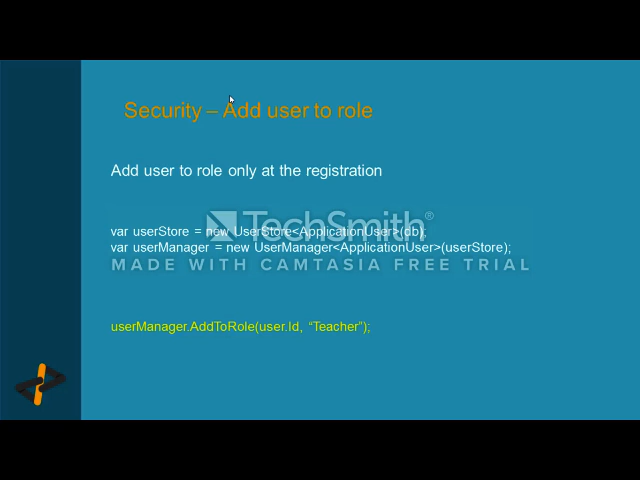 Security – Add user to role
Add user to role only at the registration
TechSmith®
var userStore = new UserStore<ApplicationUser>(db);
var userManager = new UserManager<ApplicationUser>(userStore);
MADE WITH CAMTASIA FREE TRIAL
userManager.AddToRole(user.Id, “Teacher”);